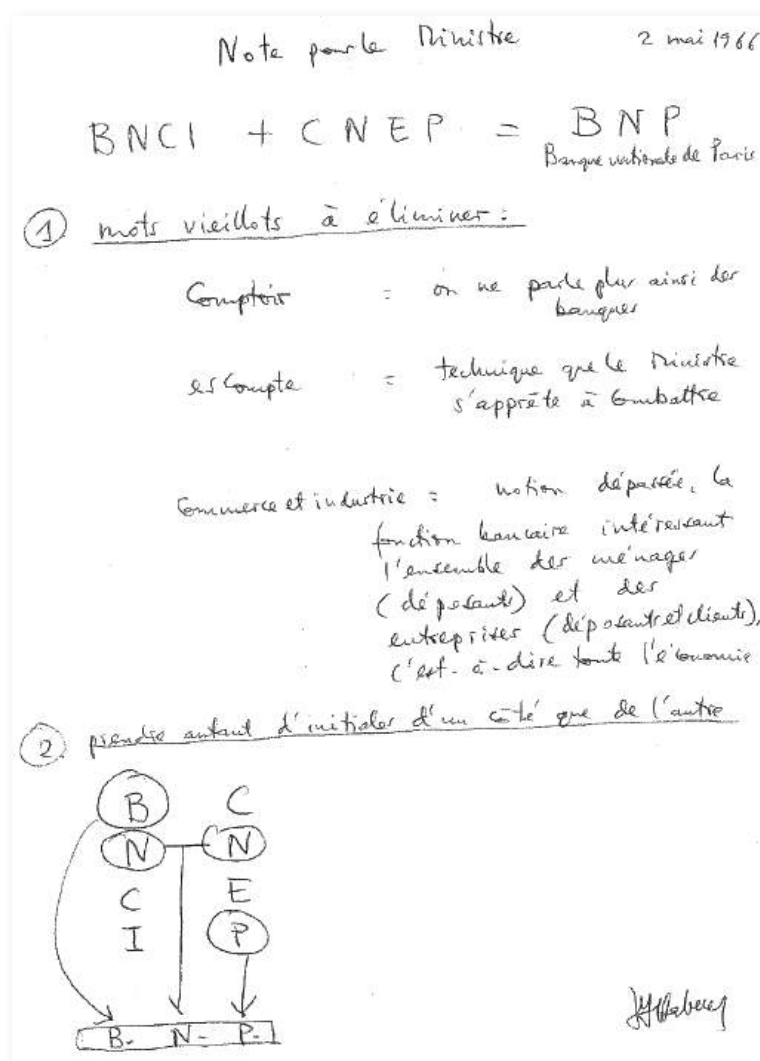 Note pour le Ministre 2 mai 1966
BNCI + CNEP = BNP
Banque nationale de Paris
1 mots vieillots à éliminer :
Comptoir = on ne parle plus ainsi des
banques
escompte = technique que le Ministre
s'apprête à combattre
Commerce et industrie = notion dépassée, la
fonction bancaire intéressant
l'ensemble des ménages
(déposants) et des
entreprises (déposants et clients),
c'est-à-dire toute l'économie
2 prendre autant d'initiales d'un côté que de l'autre
B C
N N
C E
I P
B. N. P.